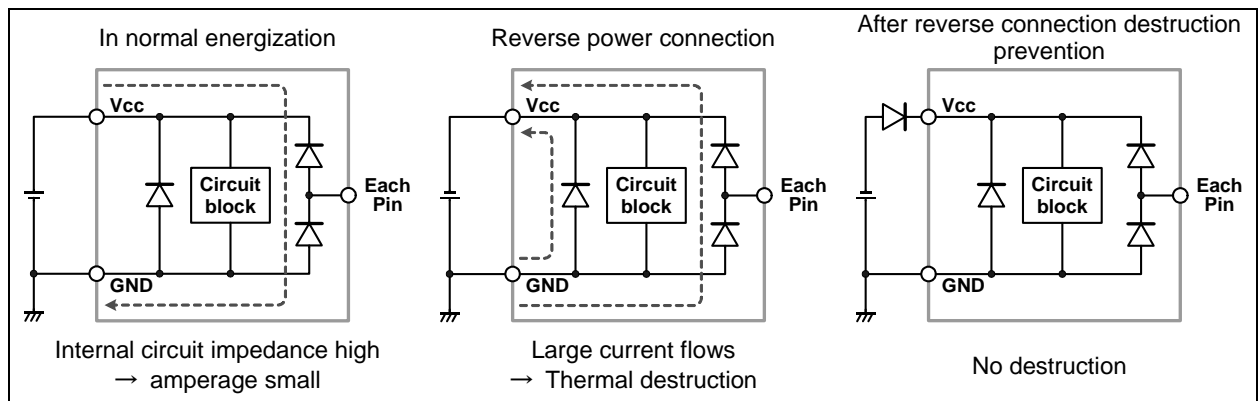 In normal energization
Vcc
Circuit
block
Each
Pin
GND
Internal circuit impedance high
→ amperage small
Reverse power connection
Vcc
Circuit
block
Each
Pin
GND
Large current flows
→ Thermal destruction
After reverse connection destruction
prevention
Vcc
Circuit
block
Each
Pin
GND
No destruction